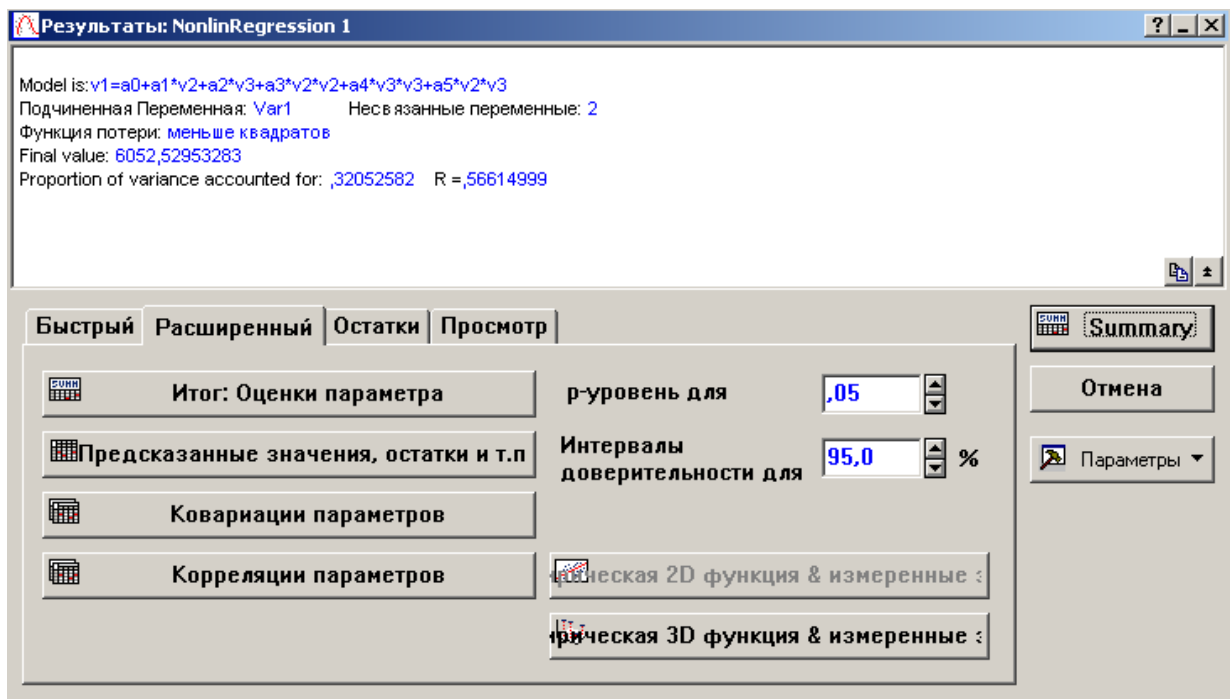 Результаты: NonlinRegression 1
Model is:v1=a0+a1*v2+a2*v3+a3*v2*v2+a4*v3*v3+a5*v2*v3
Подчиненная Переменная: Var1 Несвязанные переменные: 2
Функция потери: меньше квадратов
Final value: 6052,52953283
Proportion of variance accounted for: ,32052582 R =,56614999
Быстрый Расширенный Остатки Просмотр
Summary
Итог: Оценки параметра
р-уровень для ,05
Отмена
Предсказанные значения, остатки и т.п
Интервалы
доверительности для 95,0 %
Параметры
Ковариации параметров
Корреляции параметров
ческая 2D функция & измеренные
рическая 3D функция & измеренные